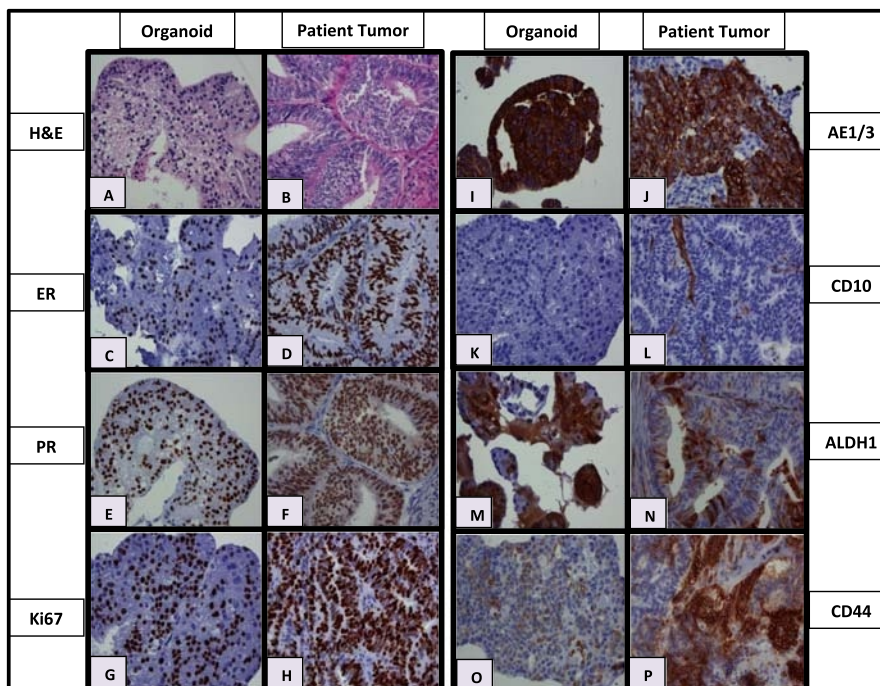 Organoid
Patient Tumor
Organoid
Patient Tumor
H&E
A
B
I
J
AE1/3
ER
C
D
K
L
CD10
PR
E
F
M
N
ALDH1
Ki67
G
H
O
P
CD44